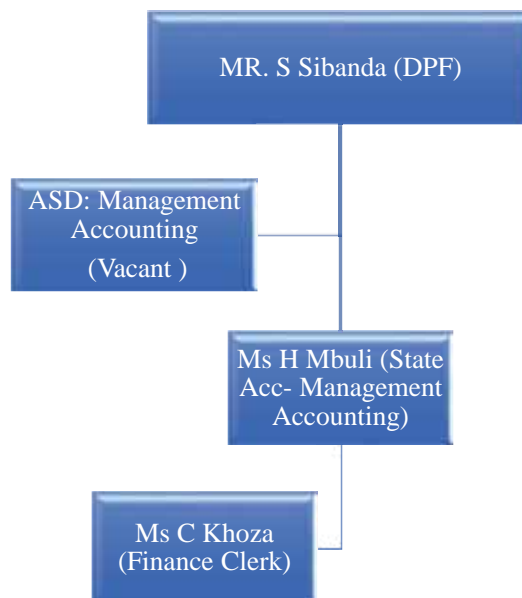 MR. S Sibanda (DPF)
ASD: Management
Accounting
(Vacant )
Ms H Mbuli (State
Acc- Management
Accounting)
Ms C Khoza
(Finance Clerk)